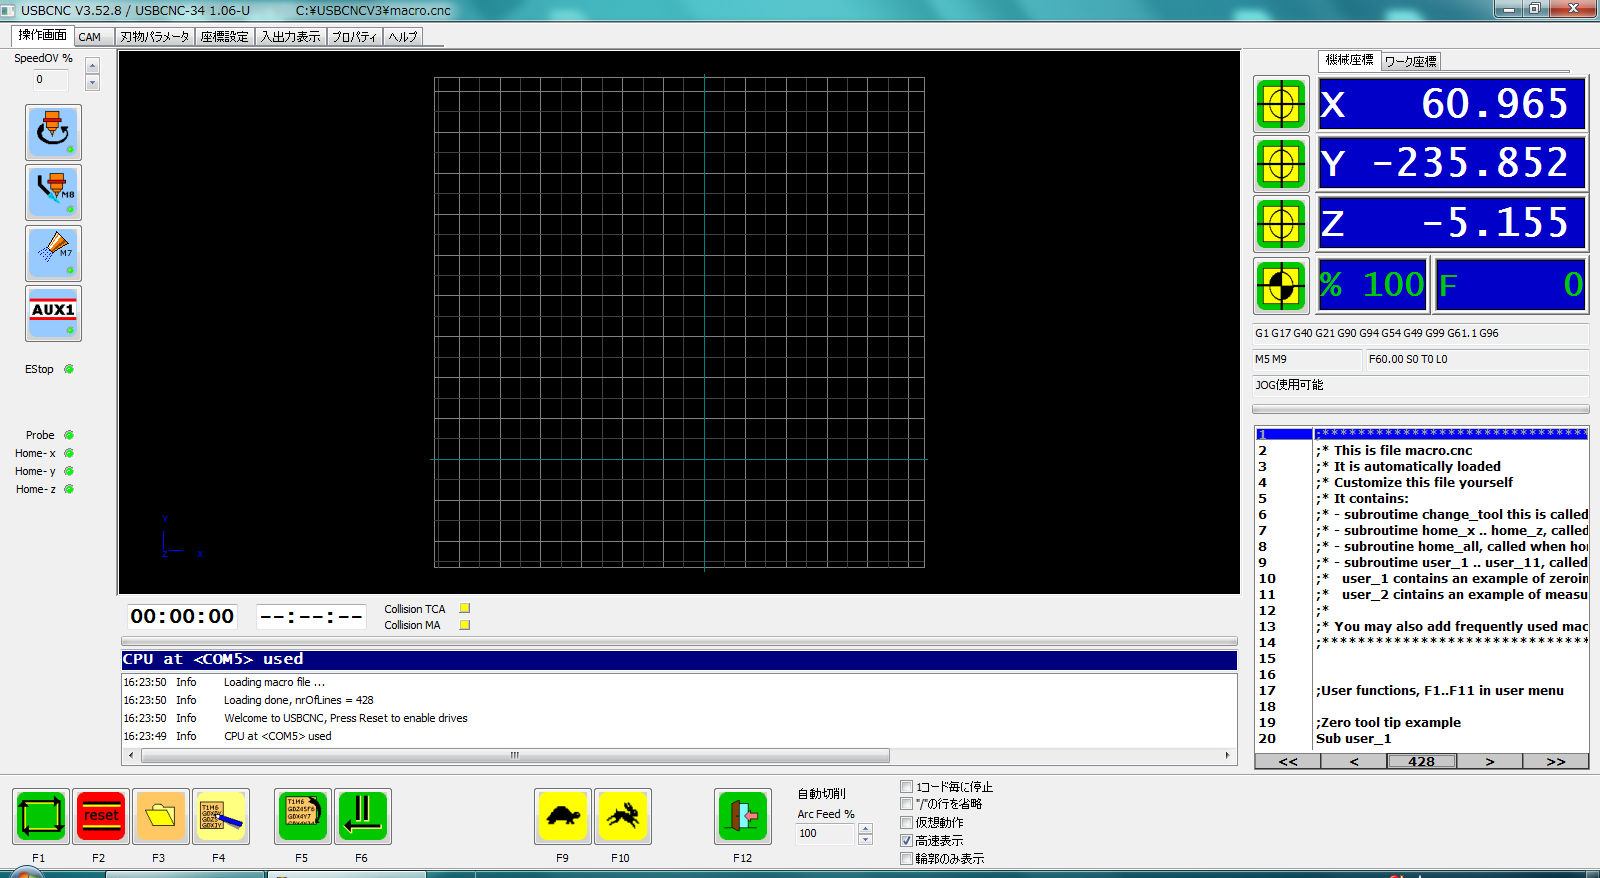 USBCNC V3.52.8 / USBCNC-34 1.06-U C:¥USBCNCV3¥macro.cnc
操作画面 CAM 刃物パラメータ 座標設定 入出力表示 プロパティ ヘルプ
SpeedOV %
0
M8
M7
AUX1
EStop
Probe
Home- x
Home- y
Home- z
Y
Z X
機械座標 ワーク座標
X 60.965
Y -235.852
Z -5.155
% 100 F 0
G1 G17 G40 G21 G90 G94 G54 G49 G99 G61.1 G96
M5 M9 F60.00 S0 T0 L0
JOG使用可能
1 ;******************************
2 ;* This is file macro.cnc
3 ;* It is automatically loaded
4 ;* Customize this file yourself
5 ;* It contains:
6 ;* - subroutime change_tool this is called
7 ;* - subroutime home_x .. home_z, called
8 ;* - subroutine home_all, called when hor
9 ;* - subroutime user_1 .. user_11, called
10 ;* user_1 contains an example of zeroin
11 ;* user_2 cintains an example of measu
12 ;*
13 ;* You may also add frequently used mac
14 ;******************************
15
16
17 ;User functions, F1..F11 in user menu
18
19 ;Zero tool tip example
20 Sub user_1
<< < 428 > >>
00:00:00 --:--:-- Collision TCA
Collision MA
CPU at <COM5> used
16:23:50 Info Loading macro file ...
16:23:50 Info Loading done, nrOfLines = 428
16:23:50 Info Welcome to USBCNC, Press Reset to enable drives
16:23:49 Info CPU at <COM5> used
reset
T1M6
T1M6
GDZ45F6
GDX4Y7
F1 F2 F3 F4 F5 F6 F9 F10 F12
自動切削
Arc Feed %
100
1コード毎に停止
"/"の行を省略
仮想動作
高速表示
輪郭のみ表示